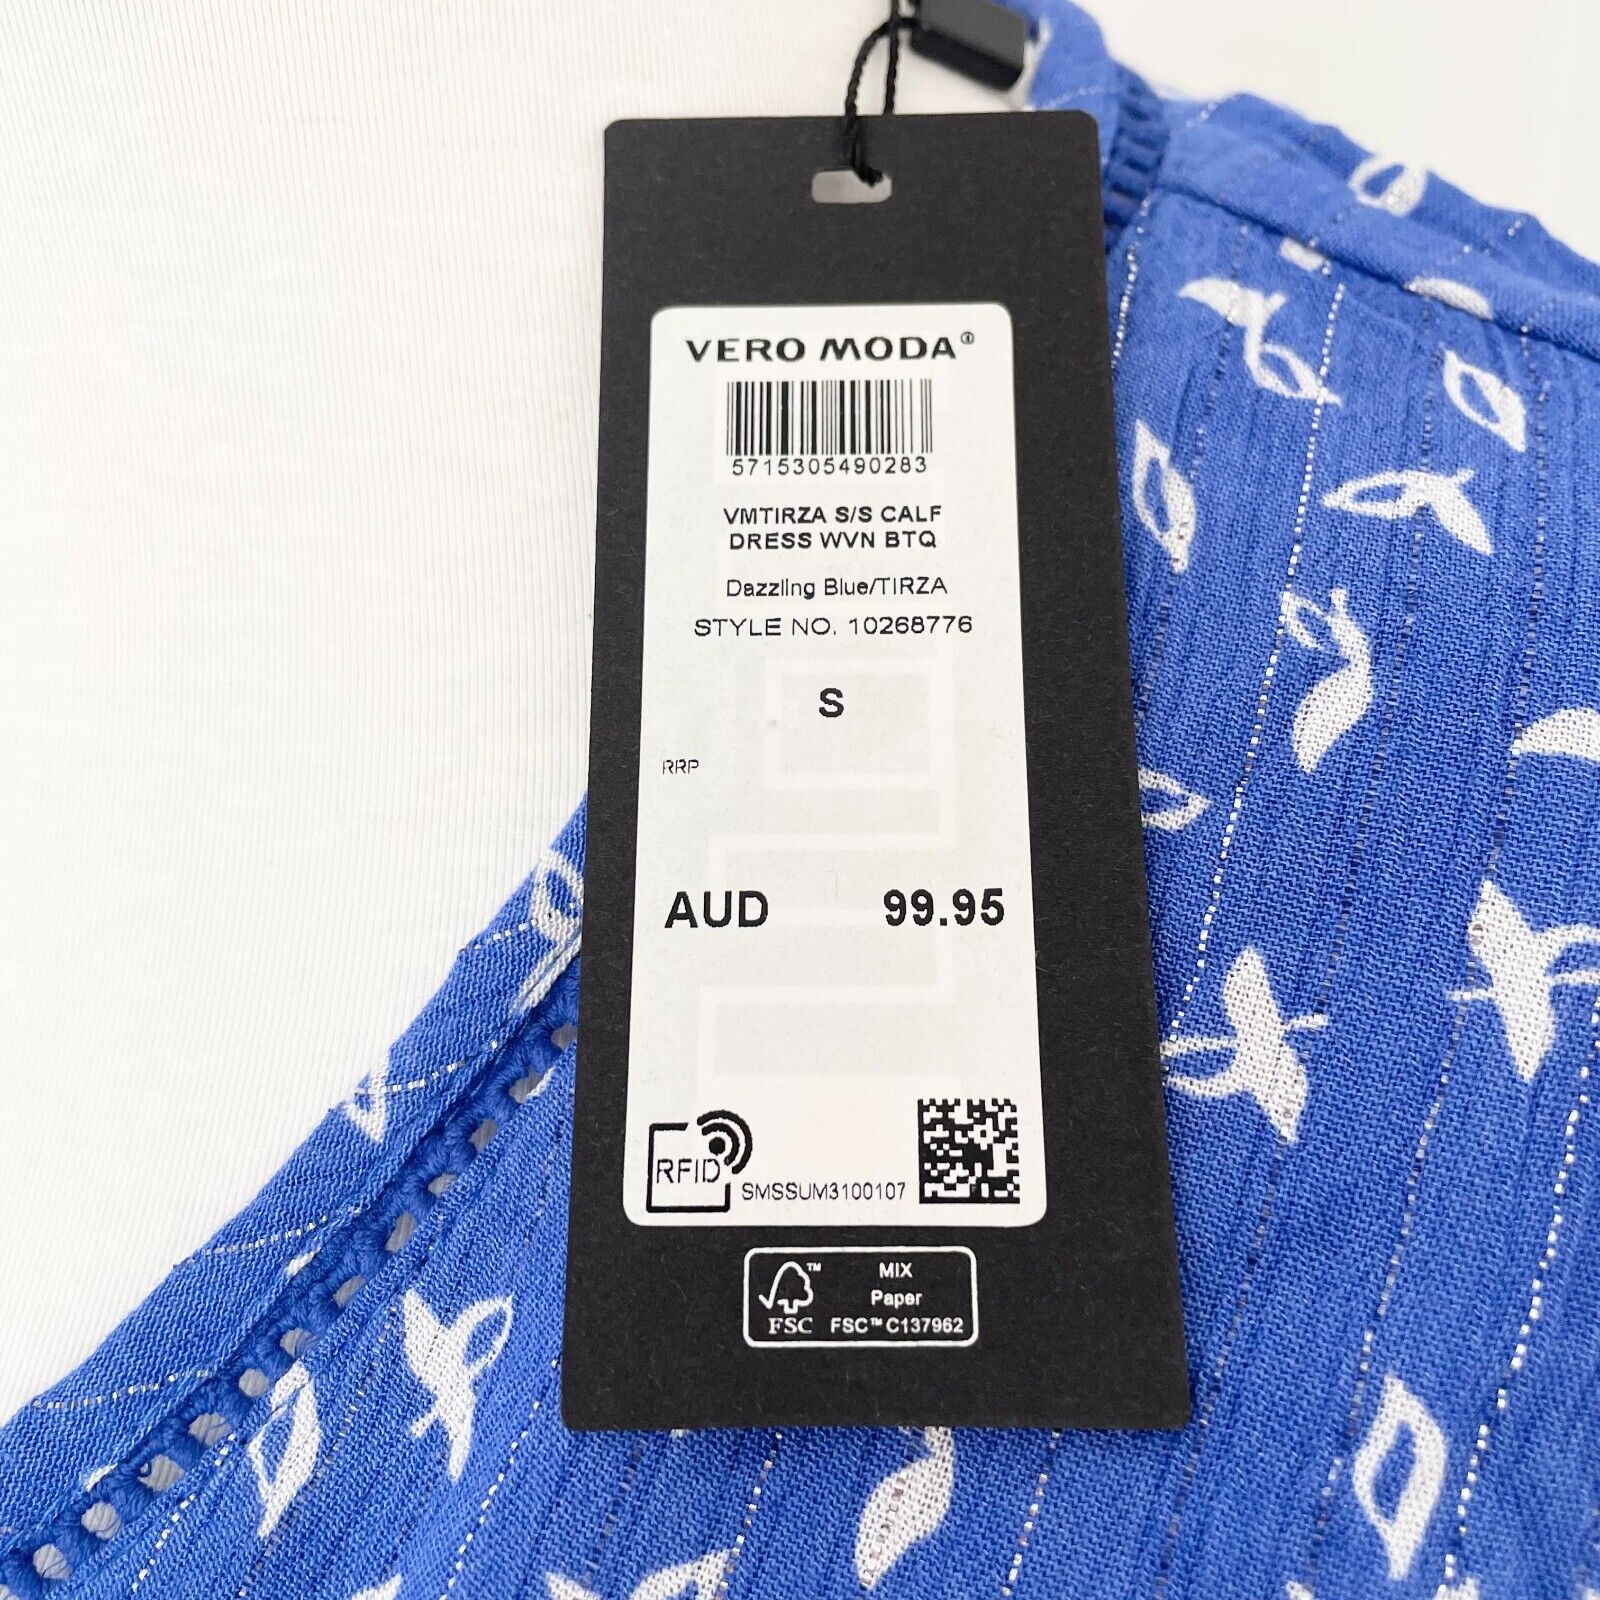 VERO MODA®
5715305490283
VMTIRZA S/S CALF
DRESS WVN BTQ
Dazzling Blue/TIRZA
STYLE NO. 10268776
S
RRP
AUD 99.95
RFID
SMSSUM3100107
FSC™
MIX
Paper
FSC™ C137962